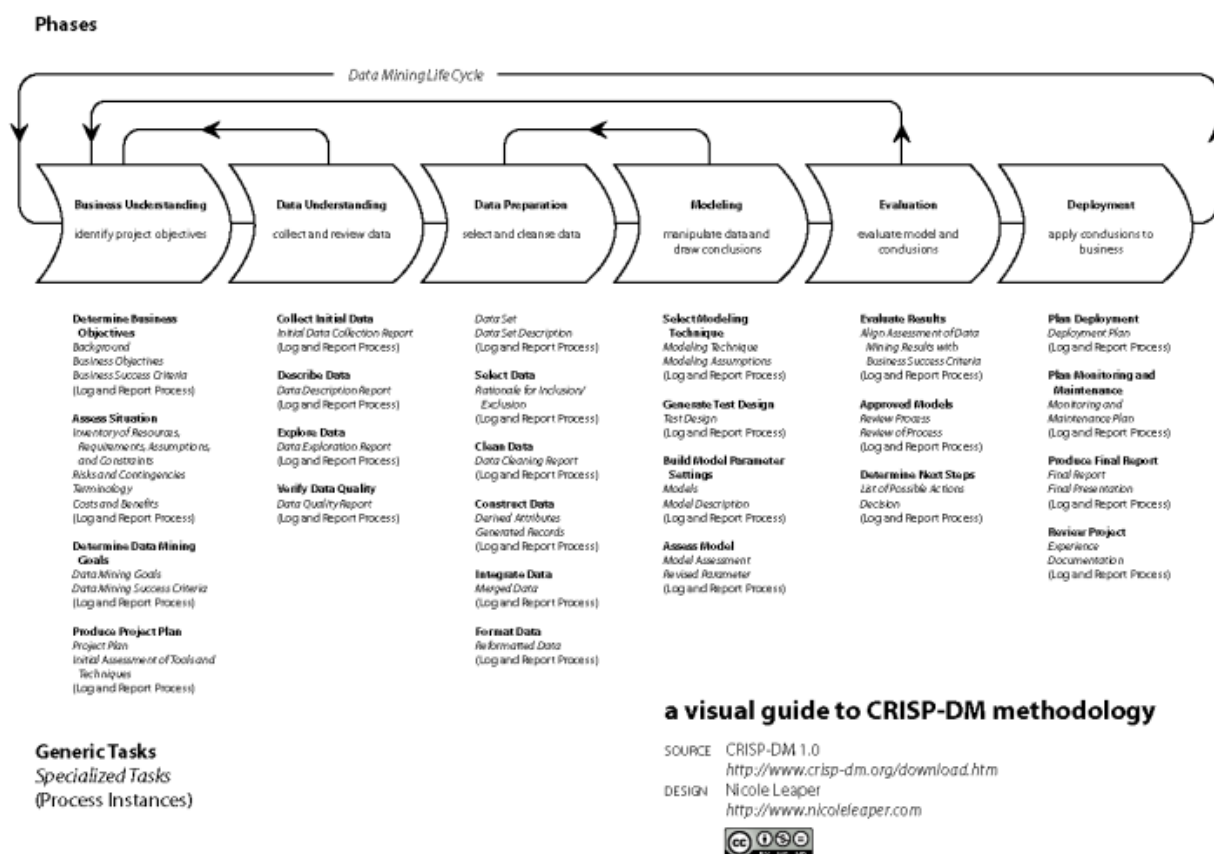 Phases
Data Mining Life Cycle
Business Understanding
identify project objectives
Data Understanding
collect and review data
Data Preparation
select and cleanse data
Modeling
manipulate data and
draw conclusions
Evaluation
evaluate model and
conclusions
Deployment
apply conclusions to
business
Determine Business
Objectives
Background
Business Objectives
Business Success Criteria
(Log and Report Process)
Assess Situation
Inventory of Resources,
Requirements, Assumptions,
and Constraints
Risks and Contingencies
Terminology
Costs and Benefits
(Log and Report Process)
Determine Data Mining
Goals
Data Mining Goals
Data Mining Success Criteria
(Log and Report Process)
Produce Project Plan
Project Plan
Initial Assessment of Tools and
Techniques
(Log and Report Process)
Collect Initial Data
Initial Data Collection Report
(Log and Report Process)
Describe Data
Data Description Report
(Log and Report Process)
Explore Data
Data Exploration Report
(Log and Report Process)
Verify Data Quality
Data Quality Report
(Log and Report Process)
Data Set
Data Set Description
(Log and Report Process)
Select Data
Rationale for Inclusion/
Exclusion
(Log and Report Process)
Clean Data
Data Cleaning Report
(Log and Report Process)
Construct Data
Derived Attributes
Generated Records
(Log and Report Process)
Integrate Data
Merged Data
(Log and Report Process)
Format Data
Reformatted Data
(Log and Report Process)
Select Modeling
Technique
Modeling Technique
Modeling Assumptions
(Log and Report Process)
Generate Test Design
Test Design
(Log and Report Process)
Build Model Parameter
Settings
Models
Model Description
(Log and Report Process)
Assess Model
Model Assessment
Revised Parameter
(Log and Report Process)
Evaluate Results
Align Assessment of Data
Mining Results with
Business Success Criteria
(Log and Report Process)
Approved Models
Review Process
Review of Process
(Log and Report Process)
Determine Next Steps
List of Possible Actions
Decision
(Log and Report Process)
Plan Deployment
Deployment Plan
(Log and Report Process)
Plan Monitoring and
Maintenance
Monitoring and
Maintenance Plan
(Log and Report Process)
Produce Final Report
Final Report
Final Presentation
(Log and Report Process)
Review Project
Experience
Documentation
(Log and Report Process)
Generic Tasks
Specialized Tasks
(Process Instances)
a visual guide to CRISP-DM methodology
SOURCE CRISP-DM 1.0
http://www.crisp-dm.org/download.htm
DESIGN Nicole Leaper
http://www.nicoleleaper.com
cc